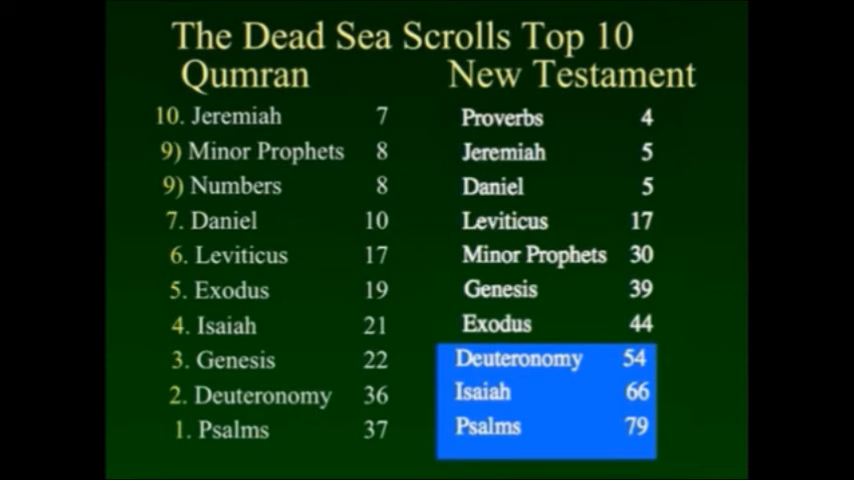 The Dead Sea Scrolls Top 10
Qumran New Testament
10. Jeremiah 7 Proverbs 4
9) Minor Prophets 8 Jeremiah 5
9) Numbers 8 Daniel 5
7. Daniel 10 Leviticus 17
6. Leviticus 17 Minor Prophets 30
5. Exodus 19 Genesis 39
4. Isaiah 21 Exodus 44
3. Genesis 22 Deuteronomy 54
2. Deuteronomy 36 Isaiah 66
1. Psalms 37 Psalms 79